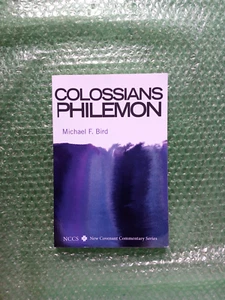 COLOSSIANS
PHILEMON
Michael F. Bird
NCCS New Covenant Commentary Series